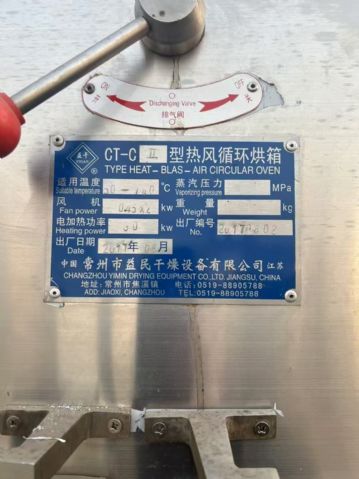 Discharging Valve
排气阀
益民
YIMIN
CT-C II 型热风循环烘箱
TYPE HEAT - BLAS - AIR CIRCULAR OVEN
适用温度 ℃ 蒸汽压力 MPa
Suitable temperature Vaporizing pressure
风机 kw 重量 kg
Fan power Weight
电加热功率 kw 出厂编号
Heating power No.
出厂日期 年 月
Date
中国 常州市益民干燥设备有限公司 江苏
CHANGZHOU YIMIN DRYING EQUIPMENT CO.,LTD. JIANGSU, CHINA
地址:常州市焦溪镇 电话:0519-88905788
ADD: JIAOXI, CHANGZHOU TEL: 0519-88905788